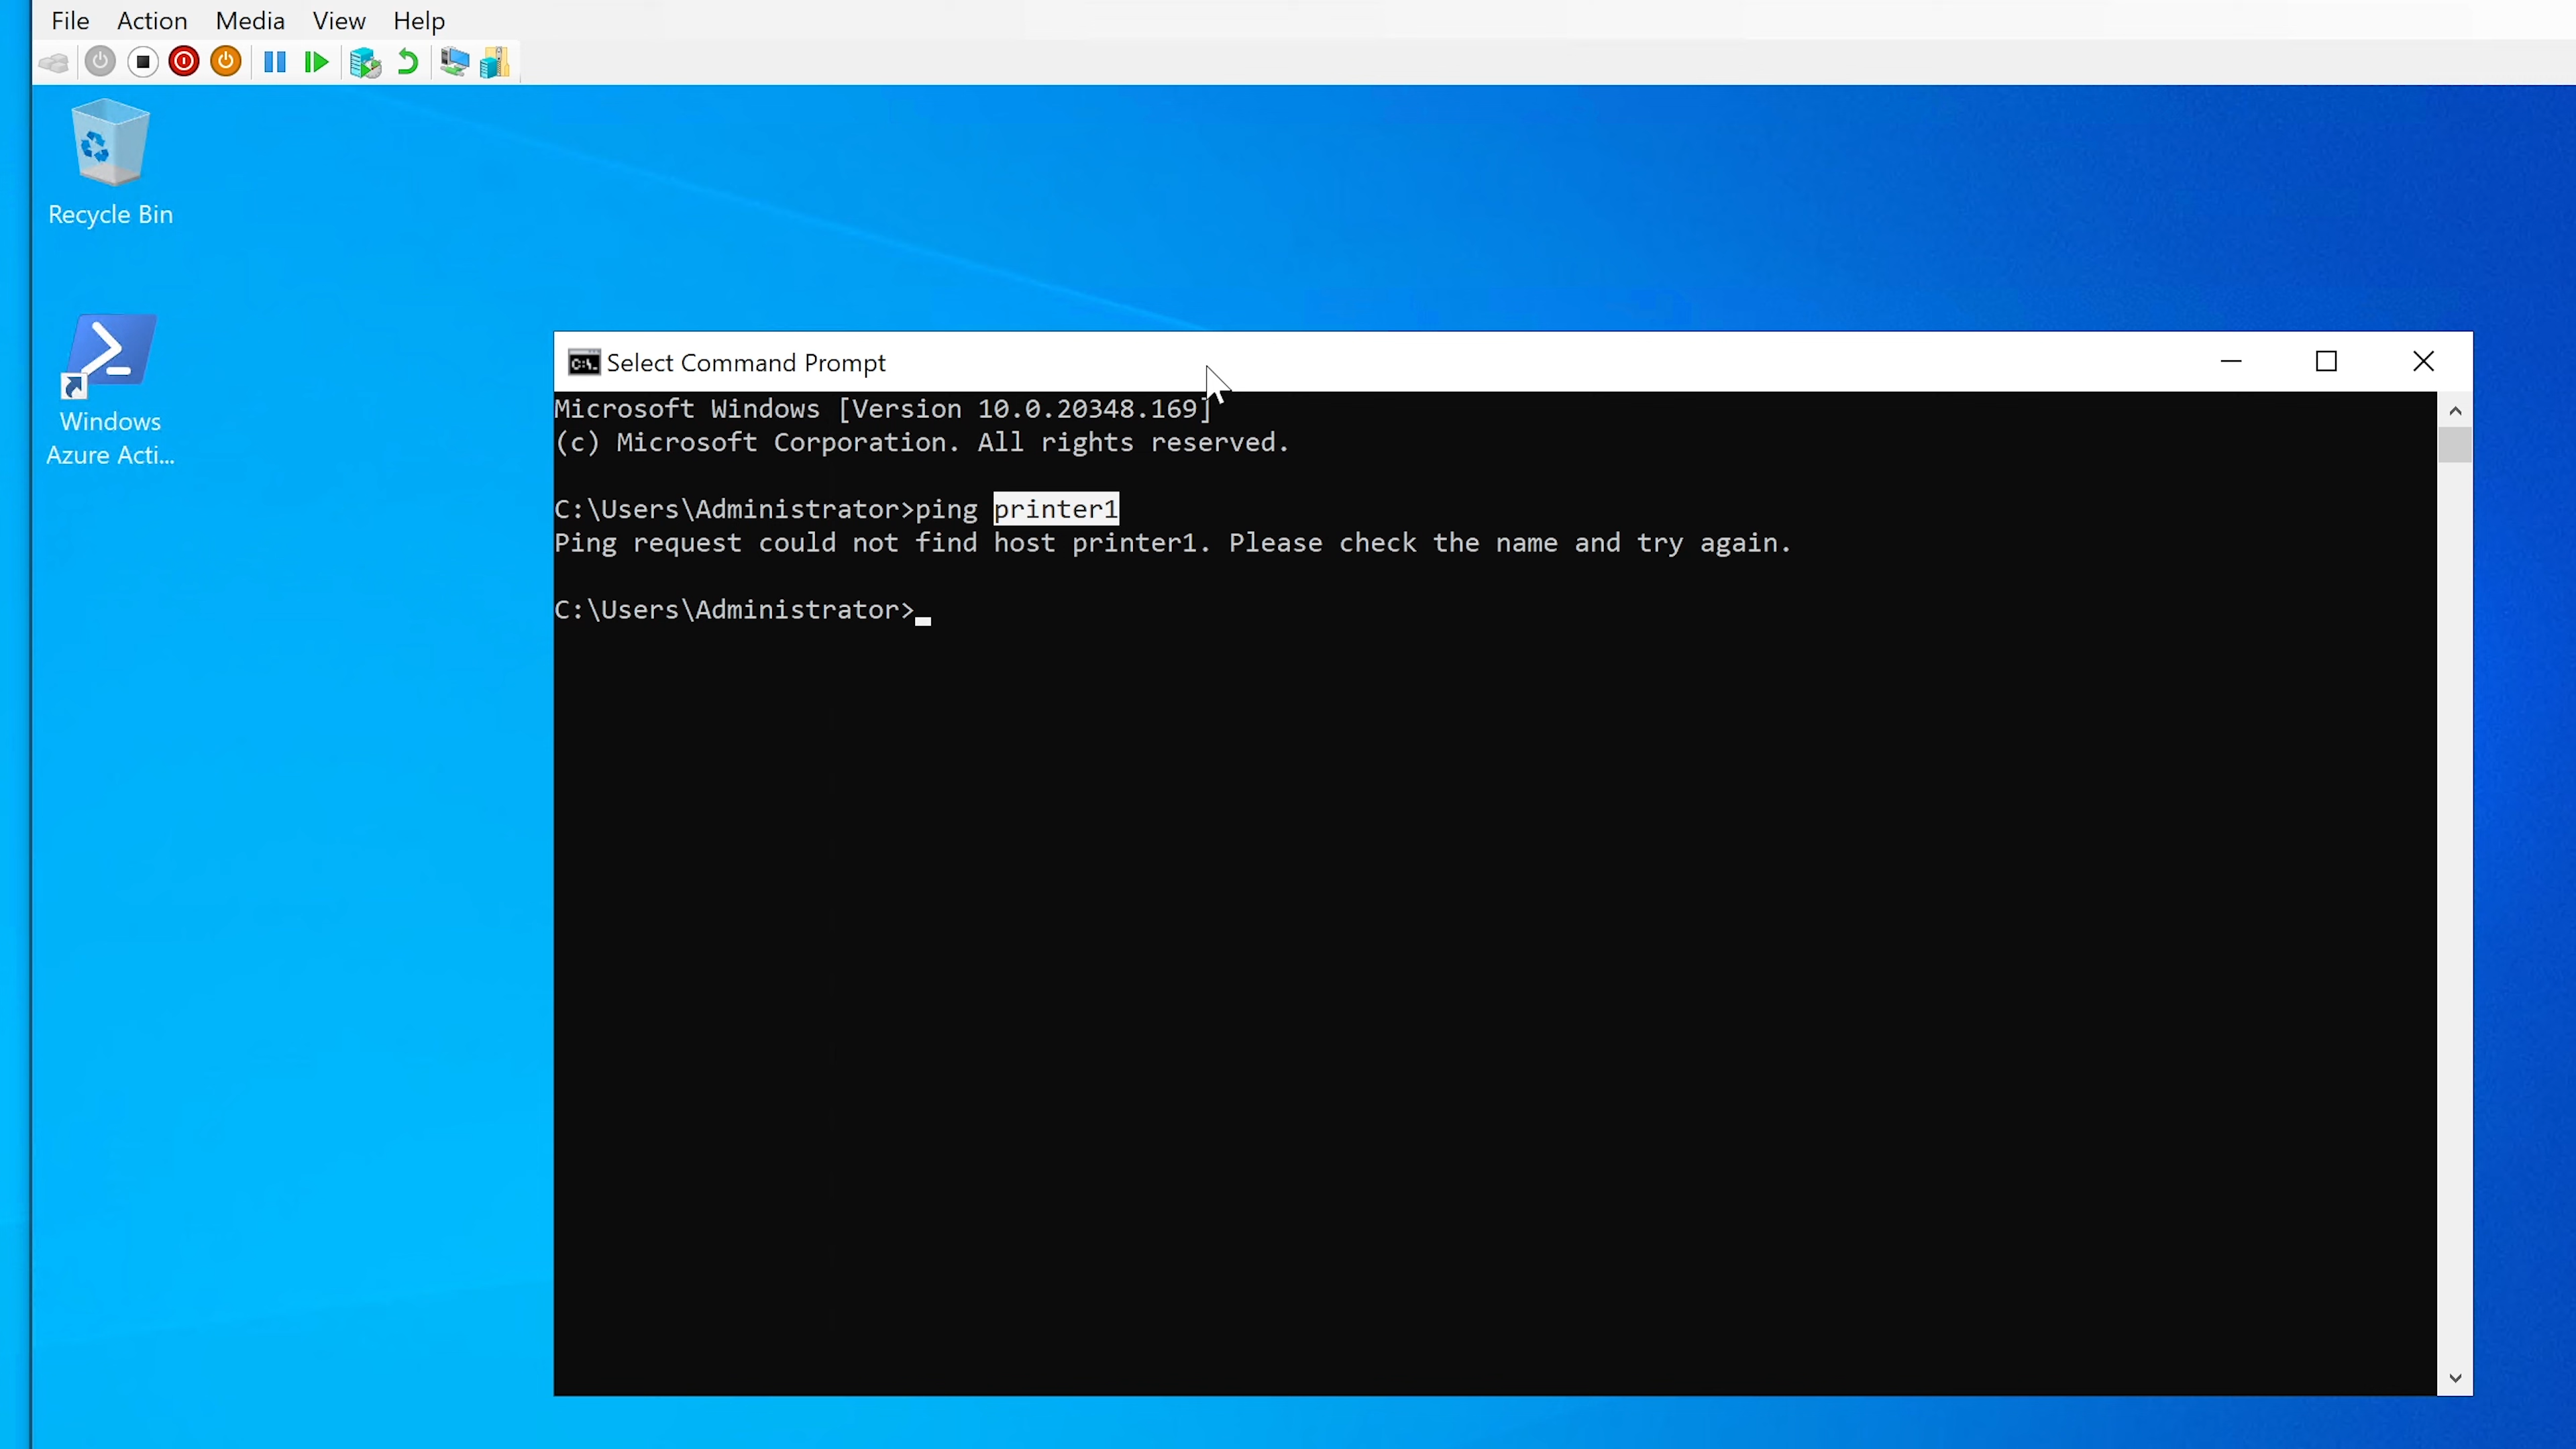 File Action Media View Help
Recycle Bin
Windows
Azure Acti...
Select Command Prompt
Microsoft Windows [Version 10.0.20348.169]
(c) Microsoft Corporation. All rights reserved.
C:\Users\Administrator>ping printer1
Ping request could not find host printer1. Please check the name and try again.
C:\Users\Administrator>